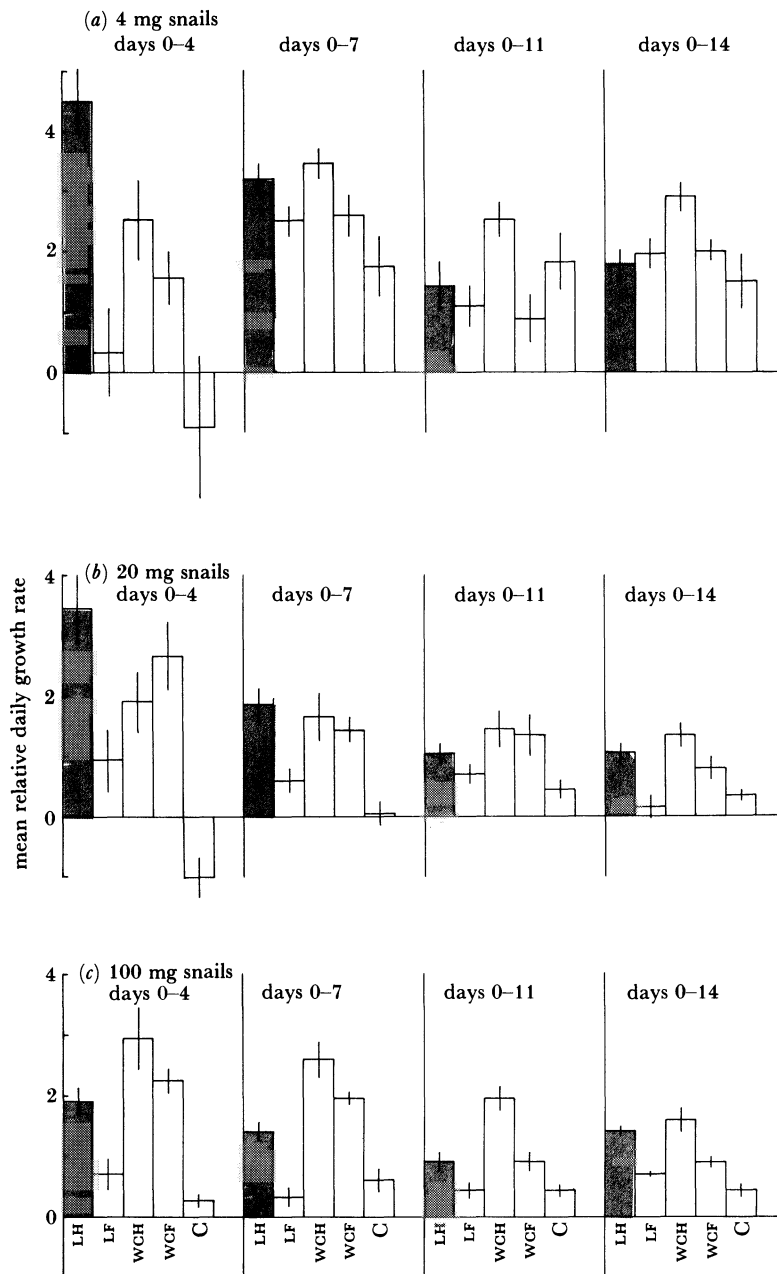 (a) 4 mg snails
days 0–4 days 0–7 days 0–11 days 0–14
4
2
0
(b) 20 mg snails
days 0–4 days 0–7 days 0–11 days 0–14
4
2
0
mean relative daily growth rate
(c) 100 mg snails
days 0–4 days 0–7 days 0–11 days 0–14
4
2
0
LH LF WCH WCF C LH LF WCH WCF C LH LF WCH WCF C LH LF WCH WCF C